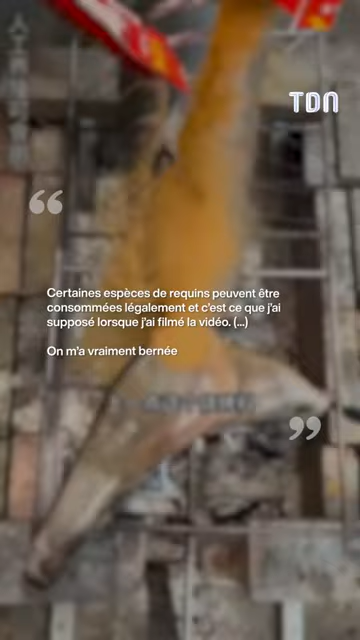 TDN
“
Certaines espèces de requins peuvent être
consommées légalement et c'est ce que j'ai
supposé lorsque j'ai filmé la vidéo. (...)
On m'a vraiment bernée
”